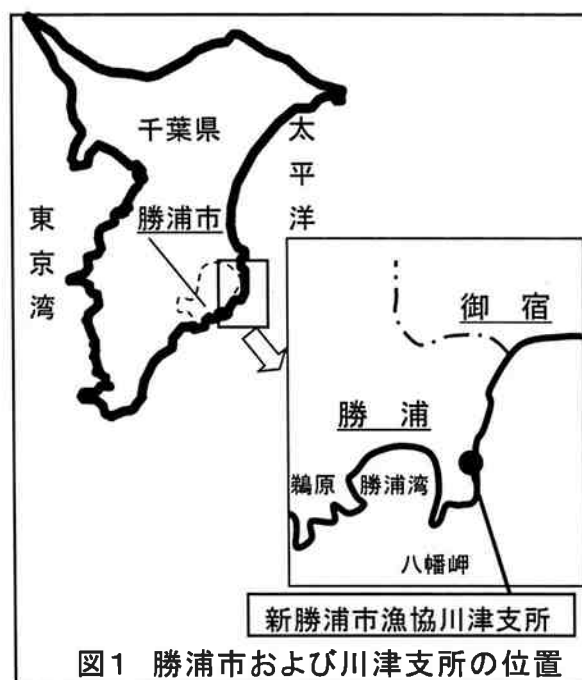 千葉県
太平洋
東京湾
勝浦市
御宿
勝浦
鵜原
勝浦湾
八幡岬
新勝浦市漁協川津支所
図1 勝浦市および川津支所の位置